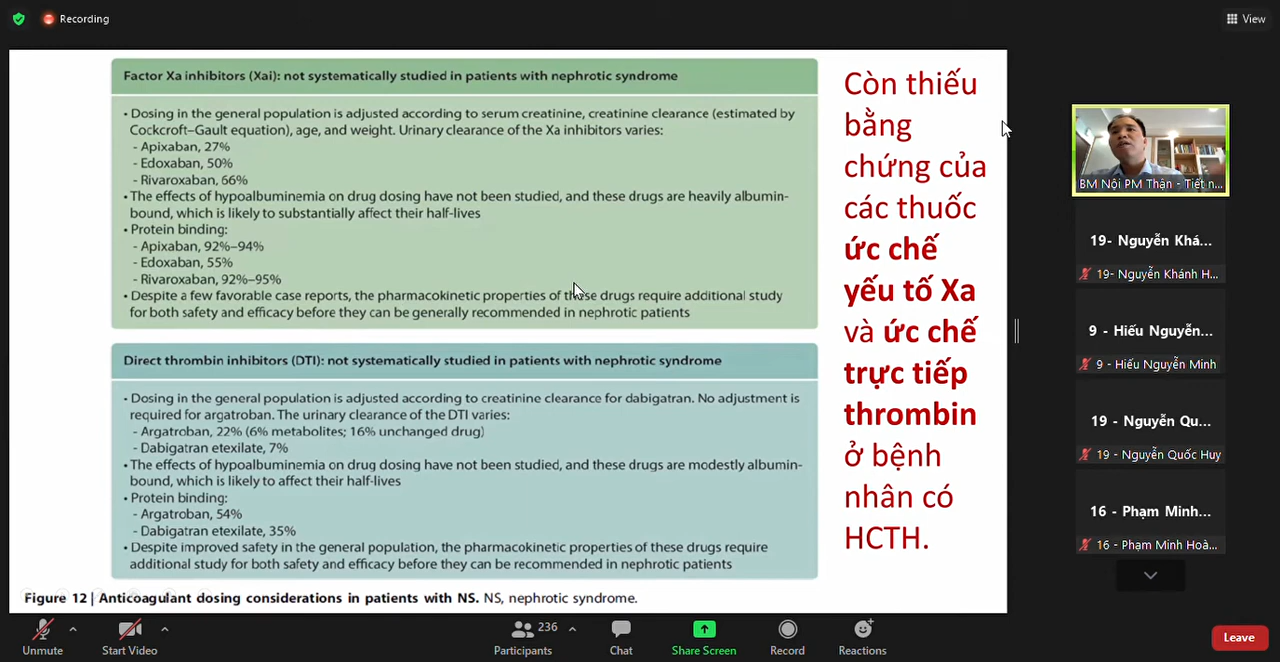 Recording
View
Factor Xa inhibitors (Xai): not systematically studied in patients with nephrotic syndrome
• Dosing in the general population is adjusted according to serum creatinine, creatinine clearance (estimated by
Cockcroft–Gault equation), age, and weight. Urinary clearance of the Xa inhibitors varies:
- Apixaban, 27%
- Edoxaban, 50%
- Rivaroxaban, 66%
• The effects of hypoalbuminemia on drug dosing have not been studied, and these drugs are heavily albumin-
bound, which is likely to substantially affect their half-lives
• Protein binding:
- Apixaban, 92%–94%
- Edoxaban, 55%
- Rivaroxaban, 92%–95%
• Despite a few favorable case reports, the pharmacokinetic properties of these drugs require additional study
for both safety and efficacy before they can be generally recommended in nephrotic patients
Direct thrombin inhibitors (DTI): not systematically studied in patients with nephrotic syndrome
• Dosing in the general population is adjusted according to creatinine clearance for dabigatran. No adjustment is
required for argatroban. The urinary clearance of the DTI varies:
- Argatroban, 22% (6% metabolites; 16% unchanged drug)
- Dabigatran etexilate, 7%
• The effects of hypoalbuminemia on drug dosing have not been studied, and these drugs are modestly albumin-
bound, which is likely to affect their half-lives
• Protein binding:
- Argatroban, 54%
- Dabigatran etexilate, 35%
• Despite improved safety in the general population, the pharmacokinetic properties of these drugs require
additional study for both safety and efficacy before they can be recommended in nephrotic patients
Figure 12 | Anticoagulant dosing considerations in patients with NS. NS, nephrotic syndrome.
Còn thiếu
bằng
chứng của
các thuốc
ức chế
yếu tố Xa
và ức chế
trực tiếp
thrombin
ở bệnh
nhân có
HCTH.
BM Nội PM Thận - Tiết n...
19- Nguyễn Khá...
19- Nguyễn Khánh H...
9 - Hiếu Nguyễn...
9 - Hiếu Nguyễn Minh
19 - Nguyễn Qu...
19 - Nguyễn Quốc Huy
16 - Phạm Minh...
16 - Phạm Minh Hoà...
Unmute
Start Video
236
Participants
Chat
Share Screen
Record
Reactions
Leave